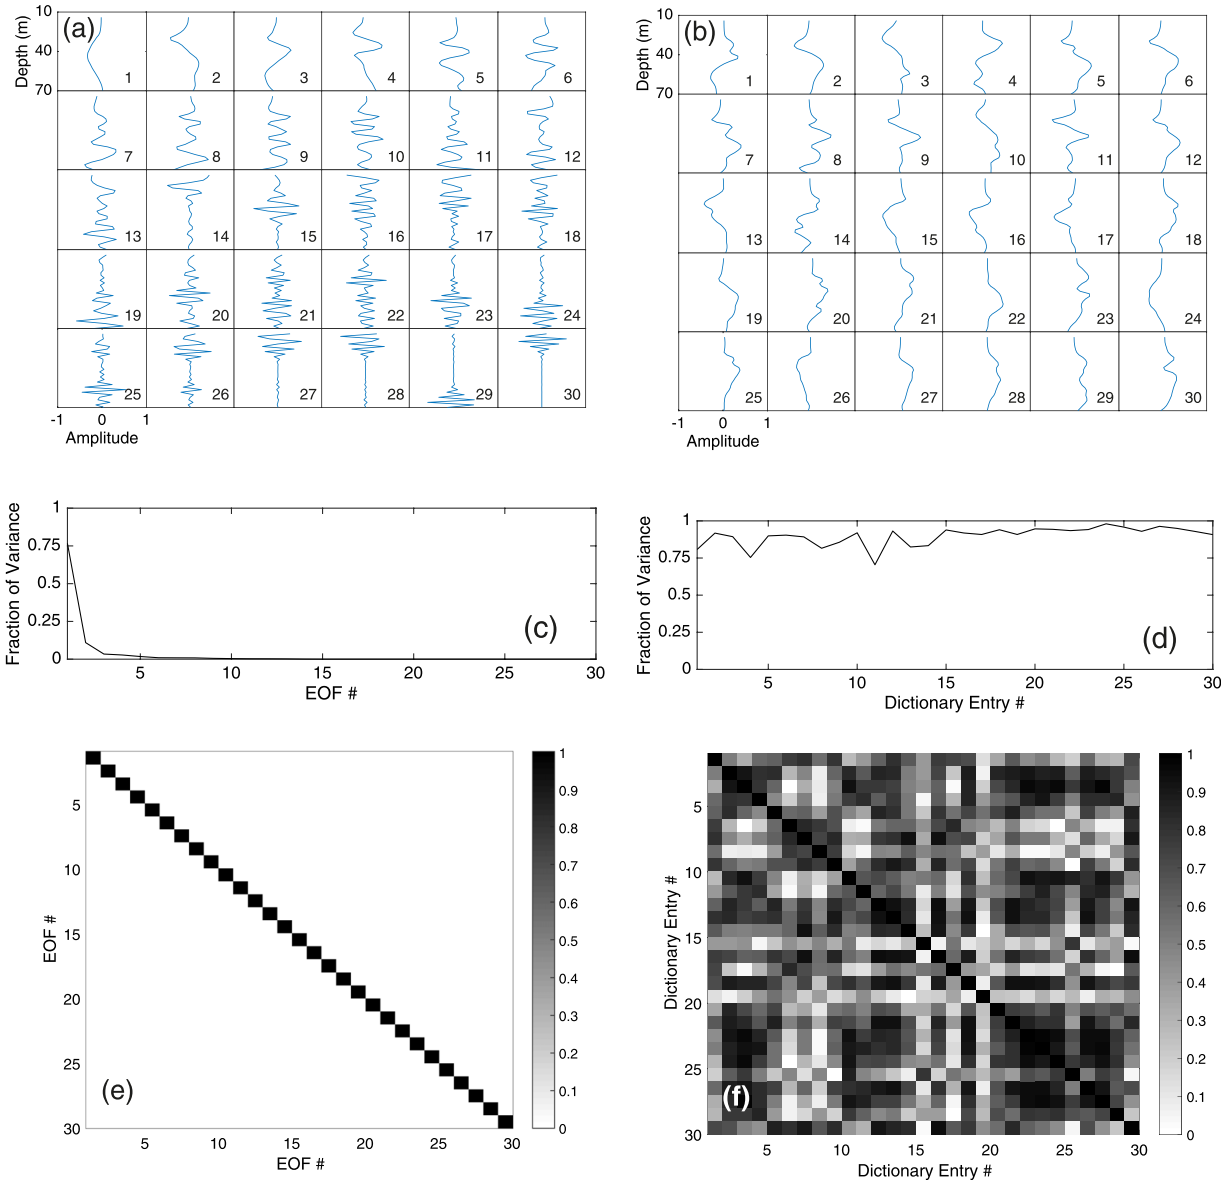 (a)
10
Depth (m)
40
70
1 2 3 4 5 6
7 8 9 10 11 12
13 14 15 16 17 18
19 20 21 22 23 24
25 26 27 28 29 30
-1 0 1
Amplitude
(b)
10
Depth (m)
40
70
1 2 3 4 5 6
7 8 9 10 11 12
13 14 15 16 17 18
19 20 21 22 23 24
25 26 27 28 29 30
-1 0 1
Amplitude
1
0.75
0.5
0.25
0
Fraction of Variance
(c)
5 10 15 20 25 30
EOF #
1
0.75
0.5
0.25
0
Fraction of Variance
(d)
5 10 15 20 25 30
Dictionary Entry #
5
10
15
20
25
30
EOF #
(e)
5 10 15 20 25 30
EOF #
1
0.9
0.8
0.7
0.6
0.5
0.4
0.3
0.2
0.1
0
5
10
15
20
25
30
Dictionary Entry #
(f)
5 10 15 20 25 30
Dictionary Entry #
1
0.9
0.8
0.7
0.6
0.5
0.4
0.3
0.2
0.1
0